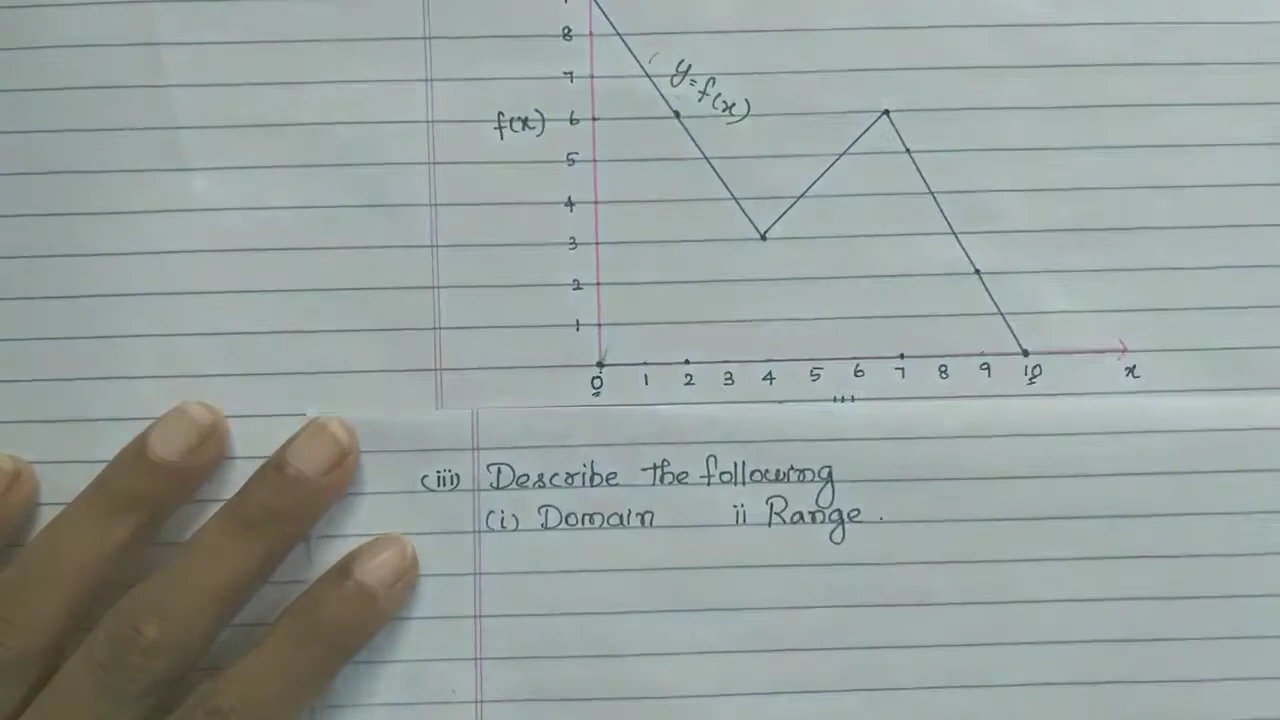 8
7
y=f(x)
f(x) 6
5
4
3
2
1
0 1 2 3 4 5 6 7 8 9 10 x
(iii) Describe the following
(i) Domain ii Range.